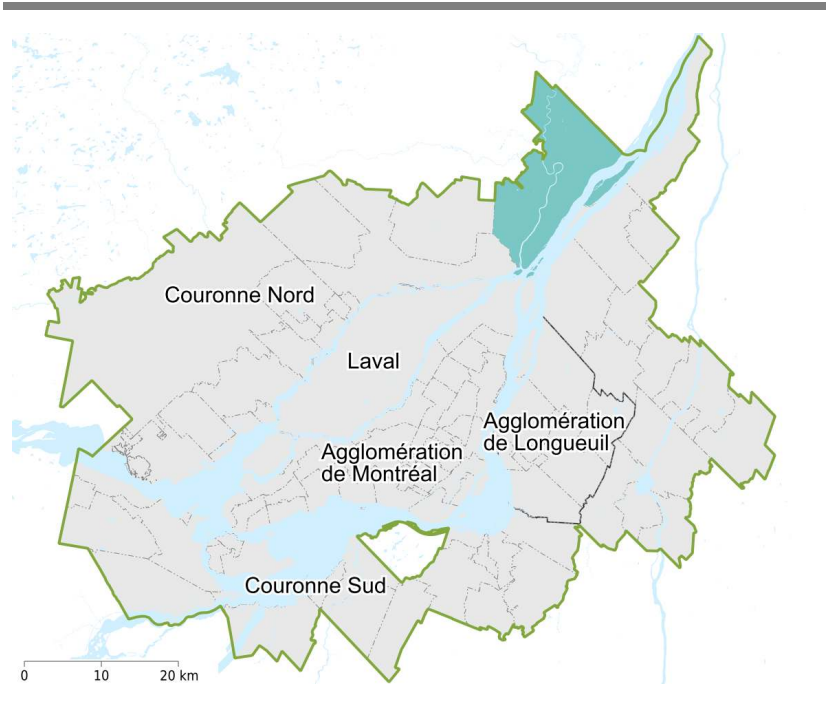 Couronne Nord
Laval
Agglomération
de Longueuil
Agglomération
de Montréal
Couronne Sud
0 10 20 km